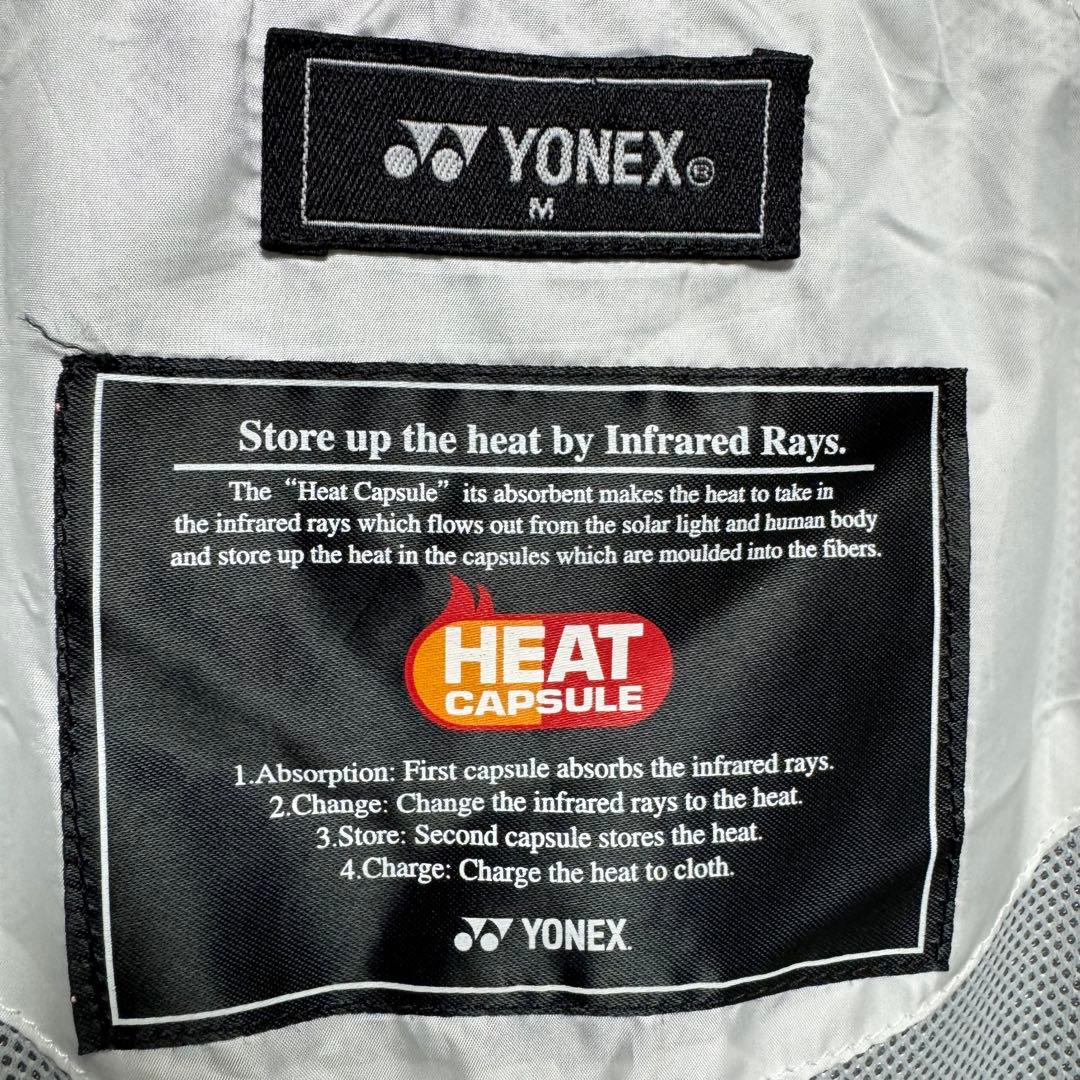 YONEX®
M
Store up the heat by Infrared Rays.
The “Heat Capsule” its absorbent makes the heat to take in
the infrared rays which flows out from the solar light and human body
and store up the heat in the capsules which are moulded into the fibers.
HEAT
CAPSULE
1.Absorption: First capsule absorbs the infrared rays.
2.Change: Change the infrared rays to the heat.
3.Store: Second capsule stores the heat.
4.Charge: Charge the heat to cloth.
YONEX.